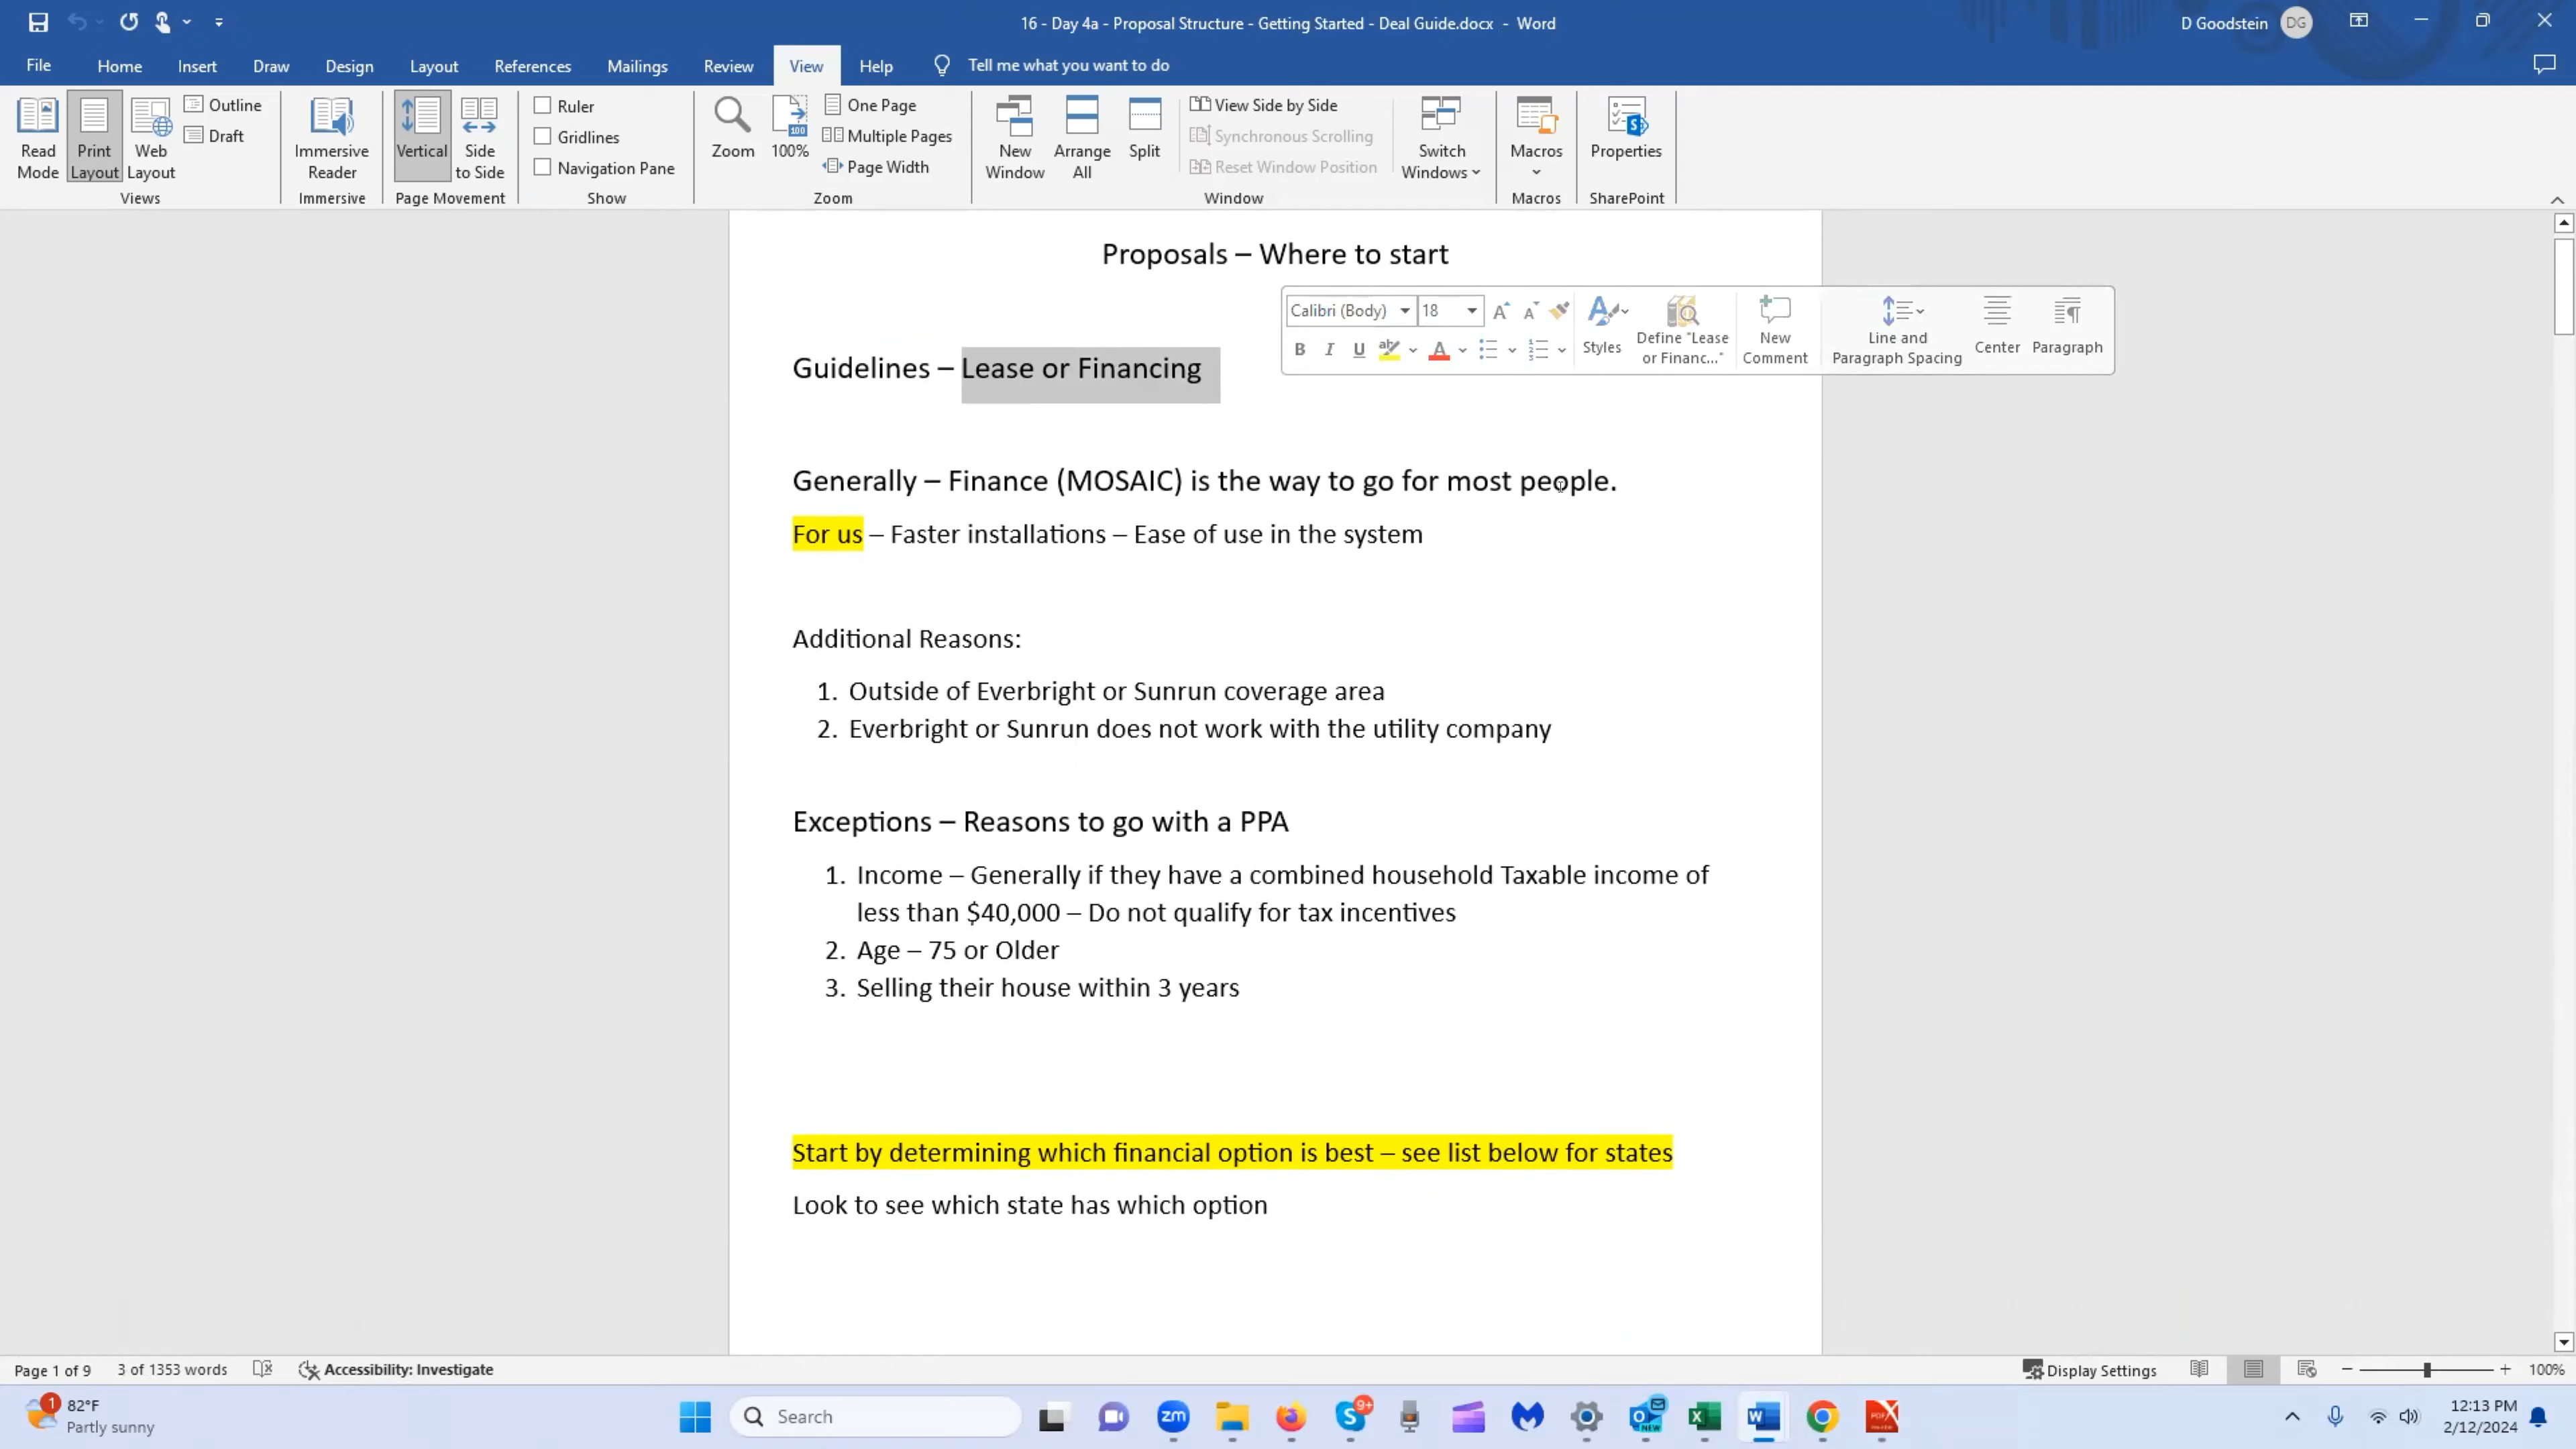 16 - Day 4a - Proposal Structure - Getting Started - Deal Guide.docx - Word
D Goodstein DG
File Home Insert Draw Design Layout References Mailings Review View Help Tell me what you want to do
Read Mode
Print Layout
Web Layout
Outline
Draft
Views
Immersive Reader
Immersive
Vertical
Side to Side
Page Movement
Ruler
Gridlines
Navigation Pane
Show
Zoom
100
100%
One Page
Multiple Pages
Page Width
Zoom
New Window
Arrange All
Split
View Side by Side
Synchronous Scrolling
Reset Window Position
Switch Windows
Window
Macros
Macros
Properties
SharePoint
Proposals – Where to start
Calibri (Body) 18
B I U
Styles
Define "Lease or Financ..."
New Comment
Line and Paragraph Spacing
Center
Paragraph
Guidelines – Lease or Financing
Generally – Finance (MOSAIC) is the way to go for most people.
For us – Faster installations – Ease of use in the system
Additional Reasons:
1. Outside of Everbright or Sunrun coverage area
2. Everbright or Sunrun does not work with the utility company
Exceptions – Reasons to go with a PPA
1. Income – Generally if they have a combined household Taxable income of
less than $40,000 – Do not qualify for tax incentives
2. Age – 75 or Older
3. Selling their house within 3 years
Start by determining which financial option is best – see list below for states
Look to see which state has which option
Page 1 of 9 3 of 1353 words Accessibility: Investigate Display Settings 100%
1
82°F
Partly sunny
Search
zm
9+
NEW
12:13 PM
2/12/2024